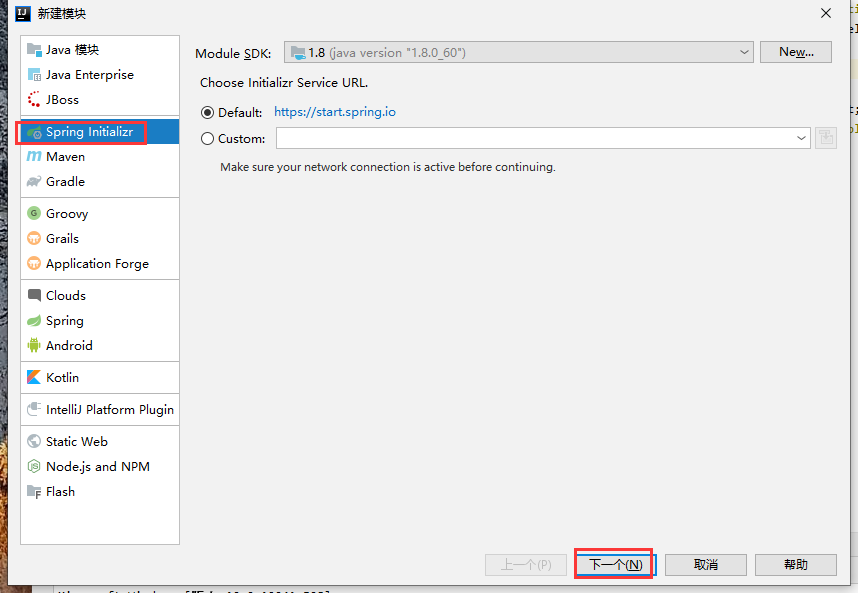 新建模块
Java 模块
Java Enterprise
JBoss
Spring Initializr
Maven
Gradle
Groovy
Grails
Application Forge
Clouds
Spring
Android
Kotlin
IntelliJ Platform Plugin
Static Web
Node.js and NPM
Flash
Module SDK: 1.8 (java version "1.8.0_60") New...
Choose Initializr Service URL.
Default: https://start.spring.io
Custom:
Make sure your network connection is active before continuing.
上一个(P) 下一个(N) 取消 帮助